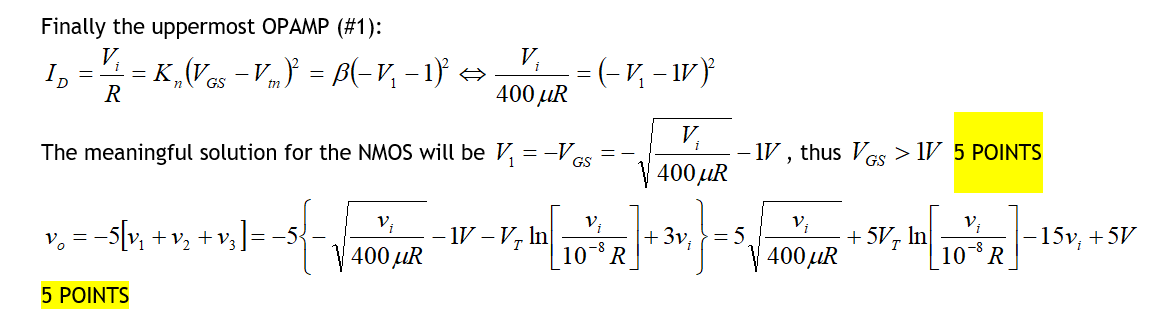 Finally the uppermost OPAMP (#1):
I_D = V_i / R = K_n (V_GS − V_tn)^2 = β(−V_1 − 1)^2 ⇔ V_i / 400 μR = (−V_1 − 1V)^2
The meaningful solution for the NMOS will be V_1 = −V_GS = −√(V_i / 400 μR) − 1V , thus V_GS > 1V 5 POINTS
v_o = −5[v_1 + v_2 + v_3] = −5{−√(v_i / 400 μR) − 1V − V_T ln[v_i / 10^−8 R] + 3v_i} = 5√(v_i / 400 μR) + 5V_T ln[v_i / 10^−8 R] − 15v_i + 5V
5 POINTS